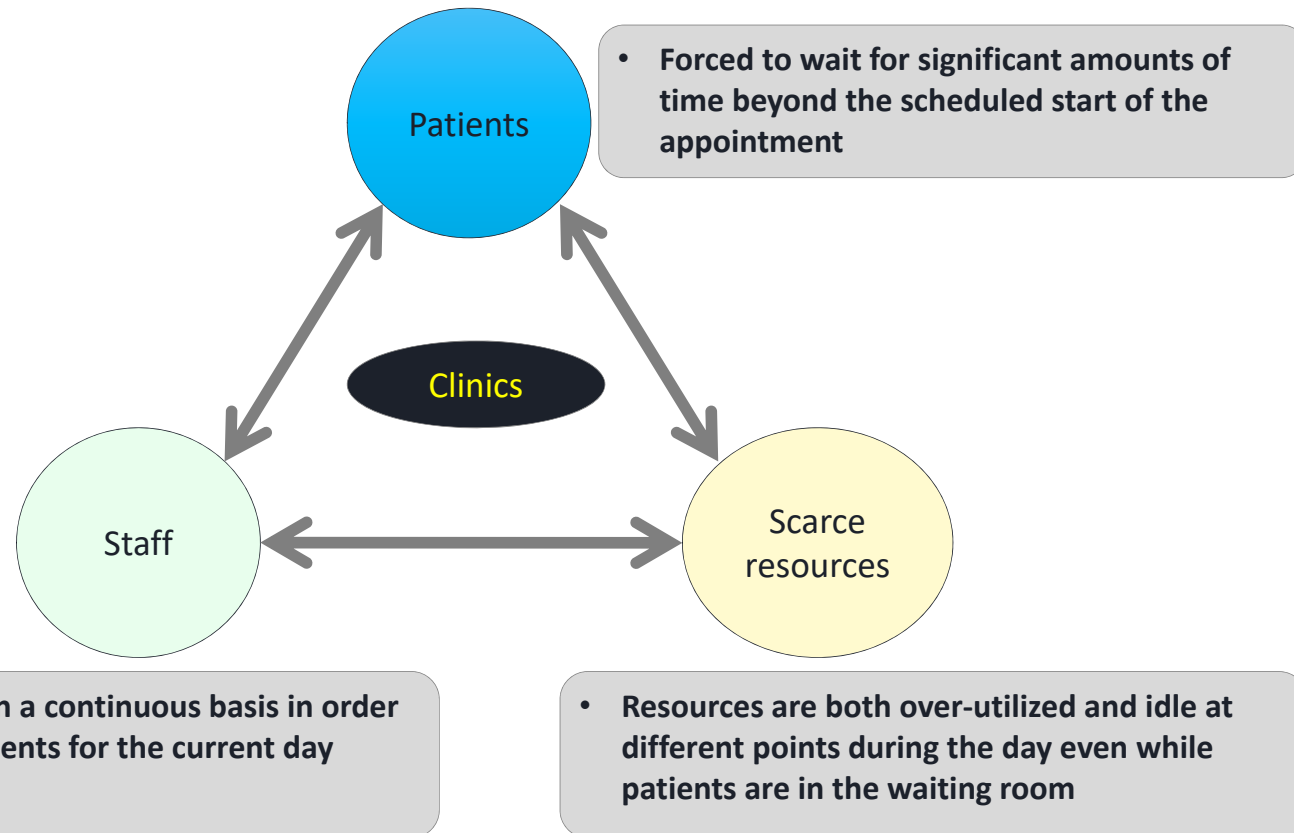 Patients
• Forced to wait for significant amounts of
time beyond the scheduled start of the
appointment
Clinics
Staff
Scarce
resources
a continuous basis in order
for the current day
• Resources are both over-utilized and idle at
different points during the day even while
patients are in the waiting room